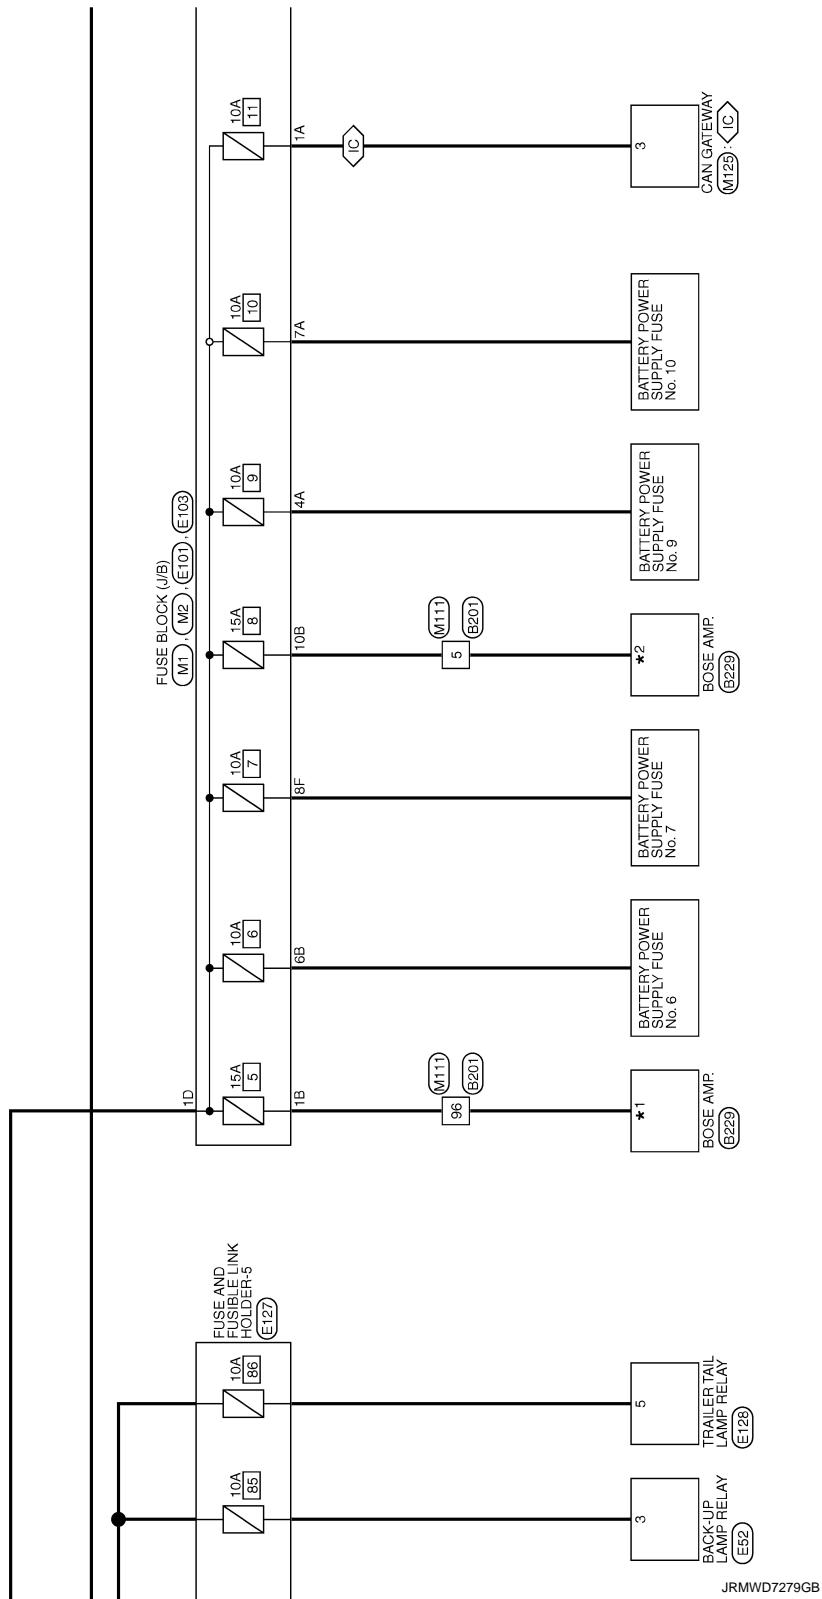 FUSE AND
FUSIBLE LINK
HOLDER-5
E127
10A
85
3
BACK-UP
LAMP RELAY
E52
10A
86
5
TRAILER TAIL
LAMP RELAY
E128
FUSE BLOCK (J/B)
M1 , M2 , E101 , E103
1D
15A
5
1B
96
M111
B201
*1
BOSE AMP.
B229
10A
6
6B
BATTERY POWER
SUPPLY FUSE
No. 6
10A
7
8F
BATTERY POWER
SUPPLY FUSE
No. 7
15A
8
10B
5
M111
B201
*2
BOSE AMP.
B229
10A
9
4A
BATTERY POWER
SUPPLY FUSE
No. 9
10A
10
7A
BATTERY POWER
SUPPLY FUSE
No. 10
10A
11
1A
IC
3
CAN GATEWAY
M125 : IC
JRMWD7279GB